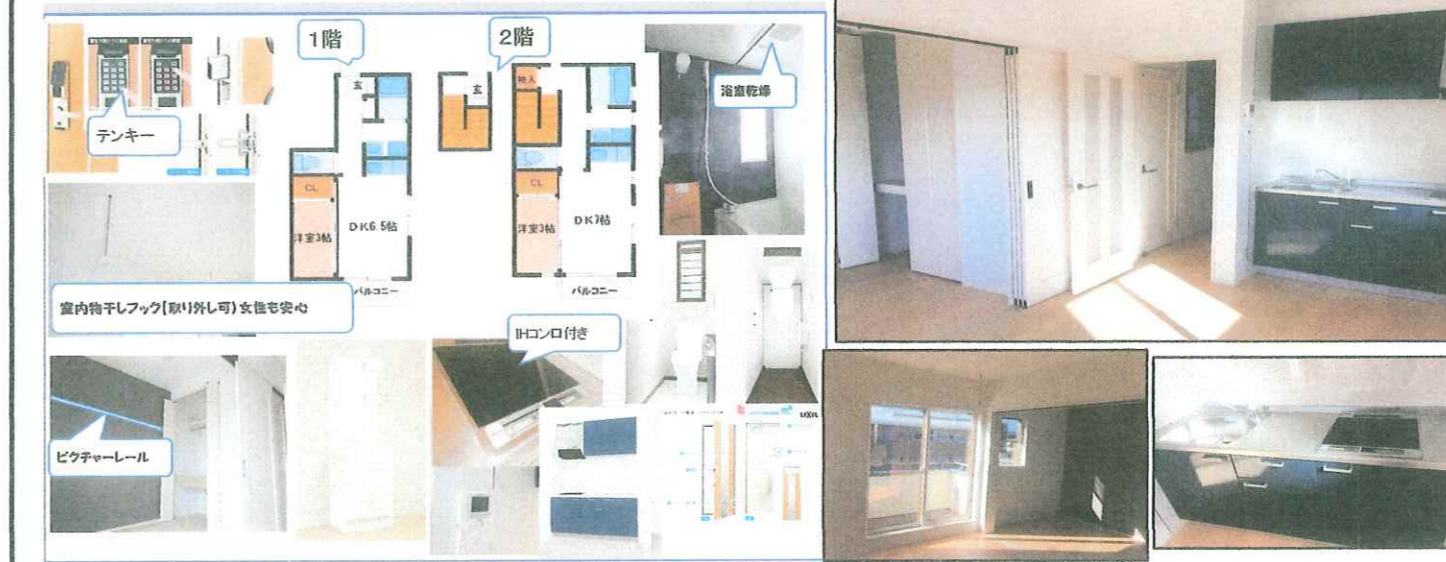 1階
2階
テンキー
浴室乾燥
玄
玄
物入
CL
CL
洋室3帖
DK6.5帖
洋室3帖
DK7帖
バルコニー
バルコニー
室内物干しフック(取り外し可)女性も安心
IHコンロ付き
ピクチャーレール
LIXIL